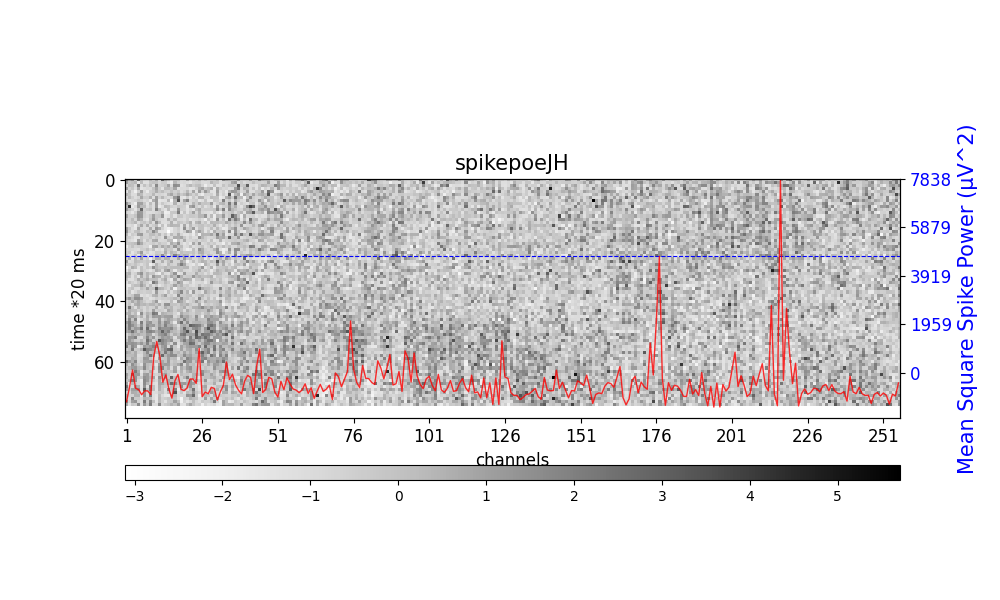 spikepoeJH
0
20
40
60
time *20 ms
7838
5879
3919
1959
0
Mean Square Spike Power (µV^2)
1 26 51 76 101 126 151 176 201 226 251
channels
−3 −2 −1 0 1 2 3 4 5